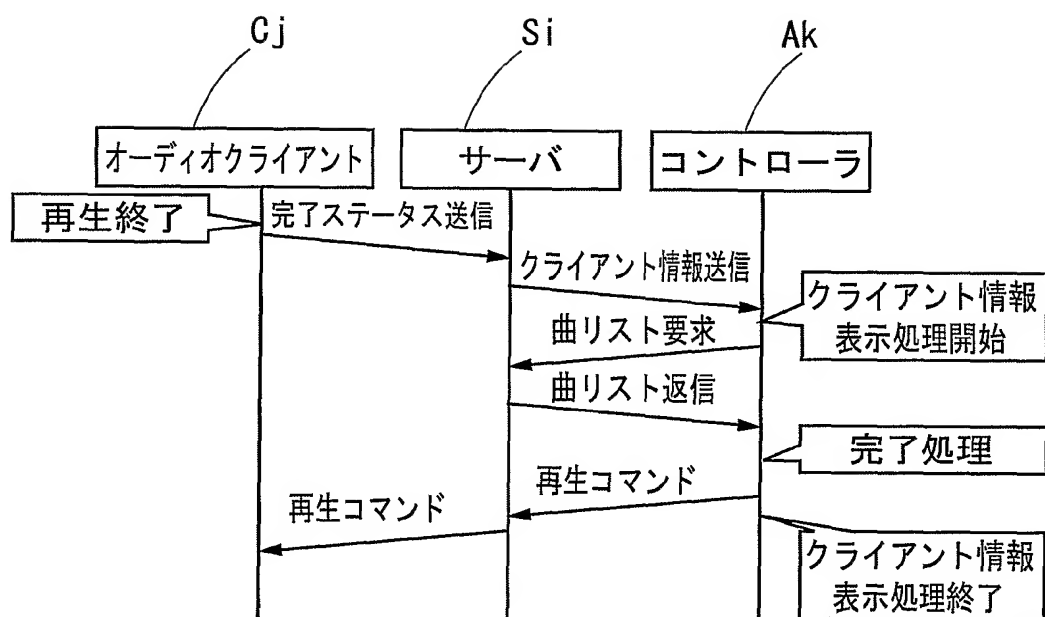 Cj
Si
Ak
オーディオクライアント
サーバ
コントローラ
再生終了
完了ステータス送信
クライアント情報送信
クライアント情報
表示処理開始
曲リスト要求
曲リスト返信
完了処理
再生コマンド
再生コマンド
クライアント情報
表示処理終了